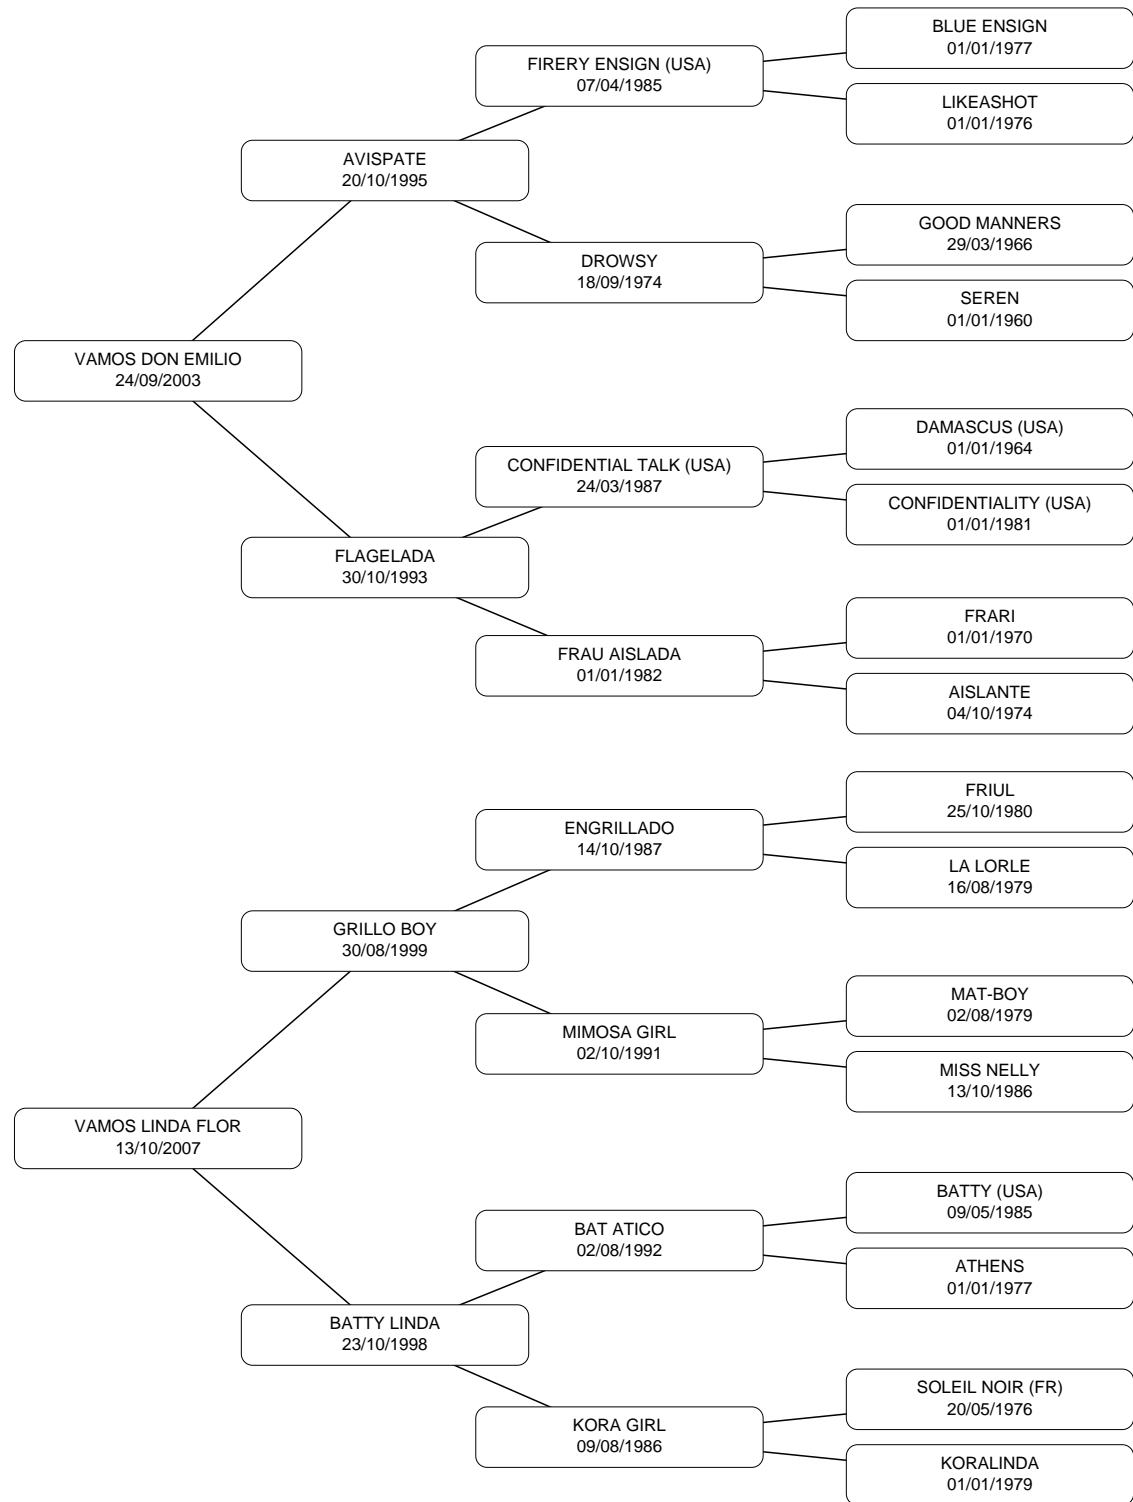 BLUE ENSIGN
01/01/1977
FIRERY ENSIGN (USA)
07/04/1985
LIKEASHOT
01/01/1976
AVISPATE
20/10/1995
GOOD MANNERS
29/03/1966
DROWSY
18/09/1974
SEREN
01/01/1960
VAMOS DON EMILIO
24/09/2003
DAMASCUS (USA)
01/01/1964
CONFIDENTIAL TALK (USA)
24/03/1987
CONFIDENTIALITY (USA)
01/01/1981
FLAGELADA
30/10/1993
FRARI
01/01/1970
FRAU AISLADA
01/01/1982
AISLANTE
04/10/1974
FRIUL
25/10/1980
ENGRILLADO
14/10/1987
LA LORLE
16/08/1979
GRILLO BOY
30/08/1999
MAT-BOY
02/08/1979
MIMOSA GIRL
02/10/1991
MISS NELLY
13/10/1986
VAMOS LINDA FLOR
13/10/2007
BATTY (USA)
09/05/1985
BAT ATICO
02/08/1992
ATHENS
01/01/1977
BATTY LINDA
23/10/1998
SOLEIL NOIR (FR)
20/05/1976
KORA GIRL
09/08/1986
KORALINDA
01/01/1979